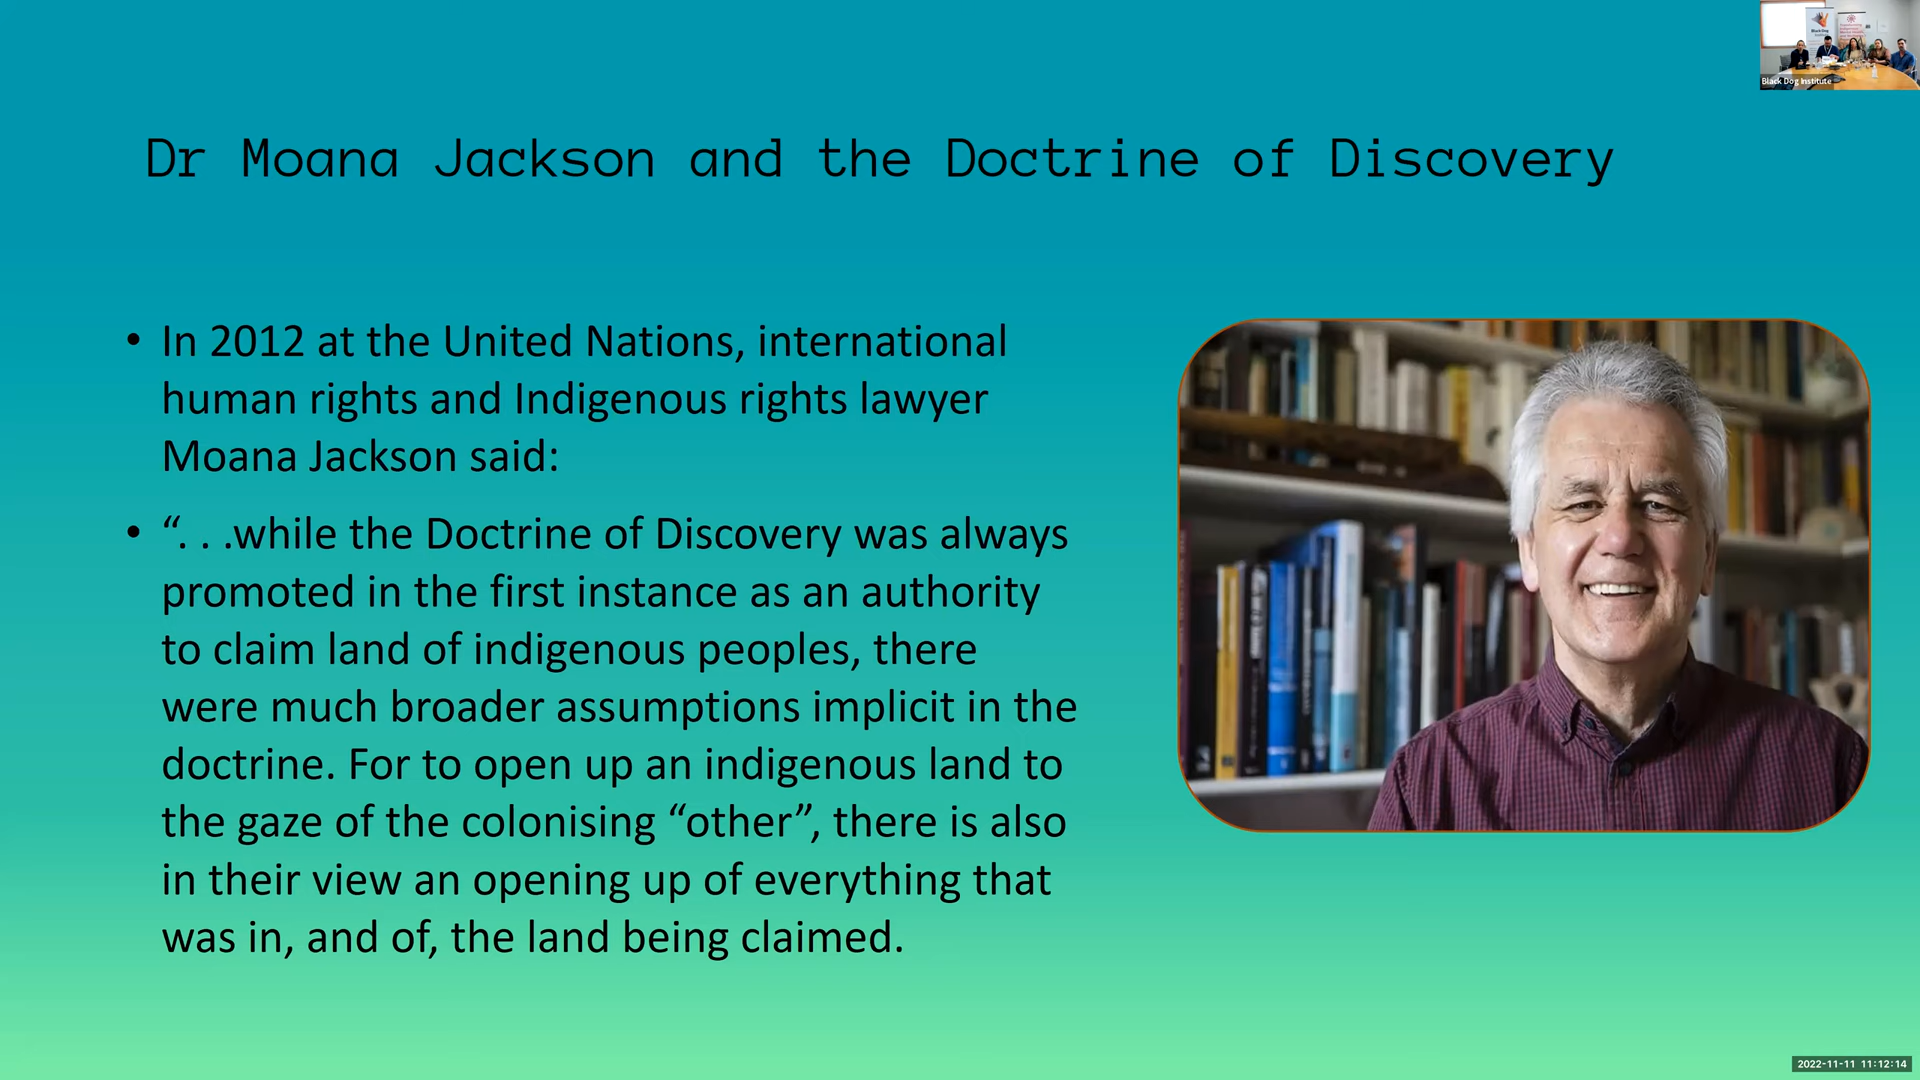 Black Dog Institute
Dr Moana Jackson and the Doctrine of Discovery
• In 2012 at the United Nations, international
human rights and Indigenous rights lawyer
Moana Jackson said:
• “. . .while the Doctrine of Discovery was always
promoted in the first instance as an authority
to claim land of indigenous peoples, there
were much broader assumptions implicit in the
doctrine. For to open up an indigenous land to
the gaze of the colonising “other”, there is also
in their view an opening up of everything that
was in, and of, the land being claimed.
2022-11-11 11:12:14